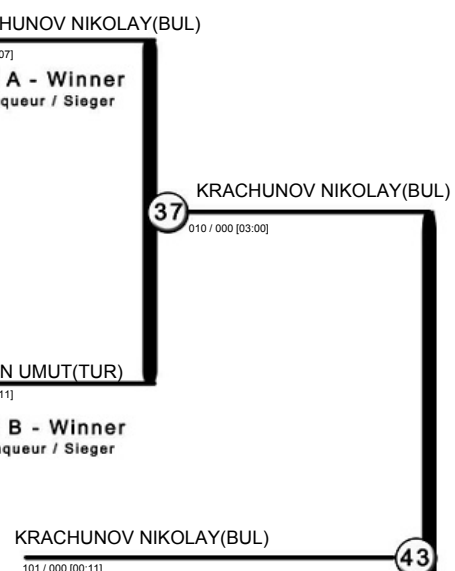 HUNOV NIKOLAY(BUL)
07]
A - Winner
queur / Sieger
KRACHUNOV NIKOLAY(BUL)
37
010 / 000 [03:00]
N UMUT(TUR)
11]
B - Winner
queur / Sieger
KRACHUNOV NIKOLAY(BUL)
43
101 / 000 [00:11]